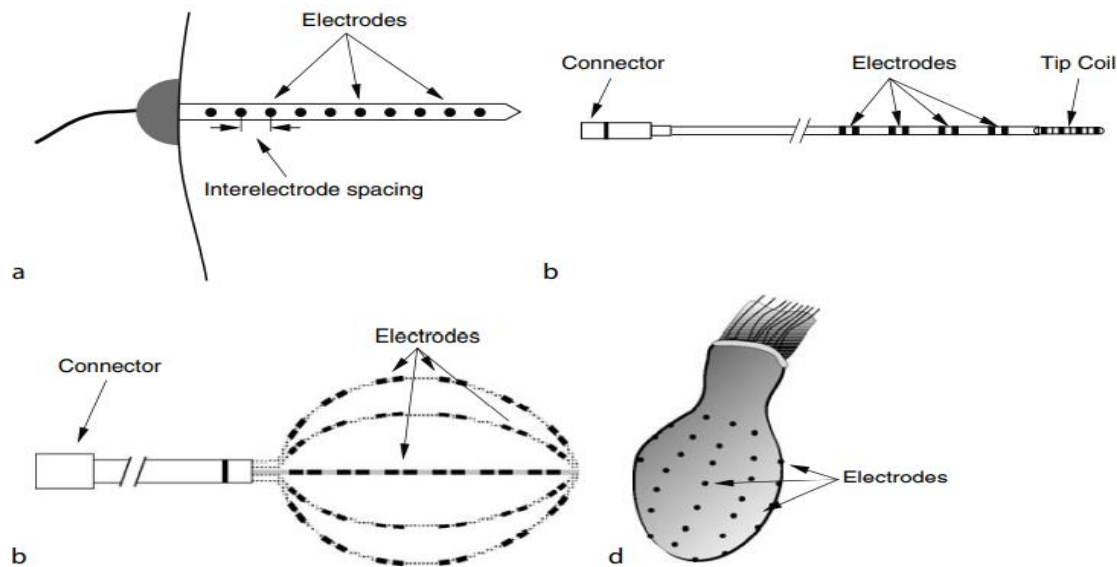 Electrodes
Interelectrode spacing
a
Connector
Electrodes
Tip Coil
b
Connector
Electrodes
b
Electrodes
d